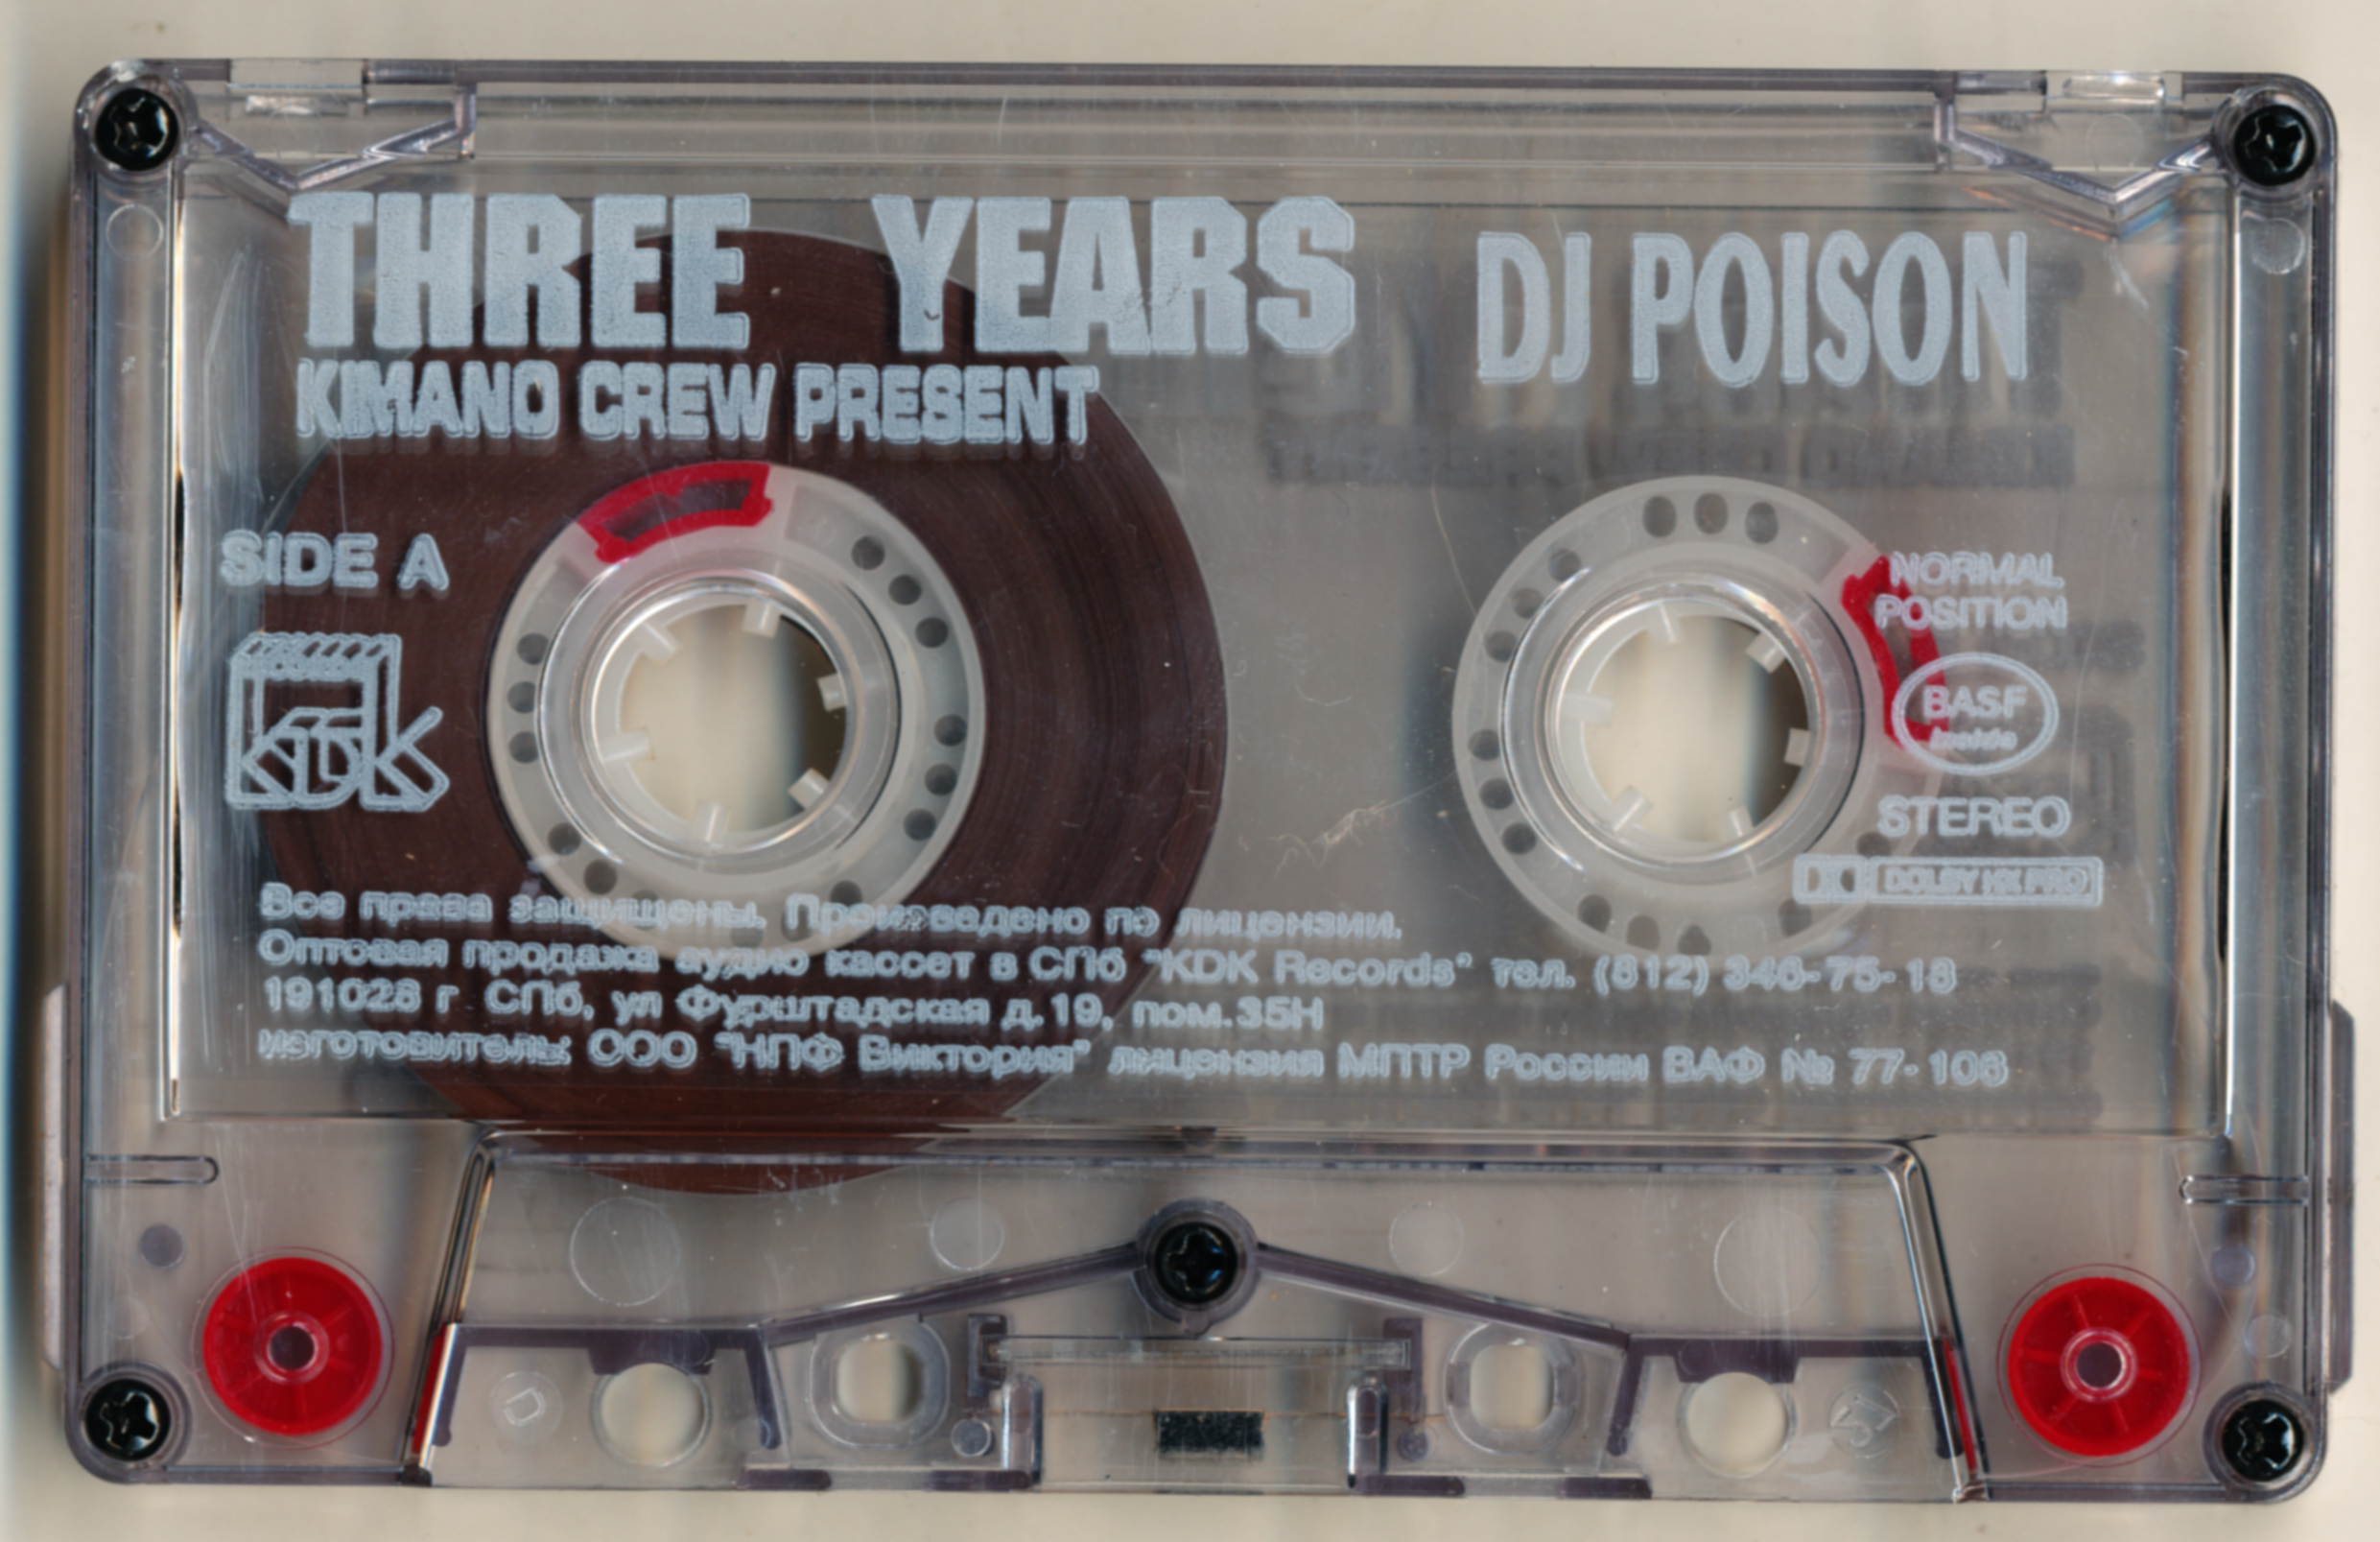 THREE YEARS
DJ POISON
KIMANO CREW PRESENT
SIDE A
KDK
NORMAL
POSITION
BASF
inside
STEREO
DOLBY HX PRO
Все права защищены. Произведено по лицензии.
Оптовая продажа аудио кассет в СПб "KDK Records" тел. (812) 346-75-18
191028 г СПб, ул Фурштадская д.19, пом.35Н
изготовитель: ООО "НПФ Виктория" лицензия МПТР России ВАФ № 77-106